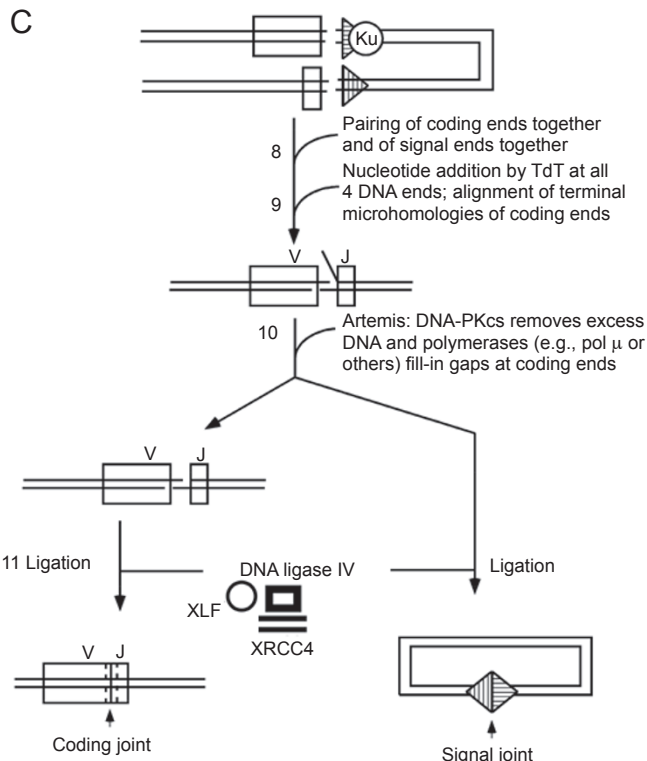 C
Ku
8
Pairing of coding ends together
and of signal ends together
Nucleotide addition by TdT at all
4 DNA ends; alignment of terminal
microhomologies of coding ends
9
V J
10
Artemis: DNA-PKcs removes excess
DNA and polymerases (e.g., pol μ or
others) fill-in gaps at coding ends
V J
11 Ligation
DNA ligase IV
Ligation
XLF
XRCC4
V J
Coding joint
Signal joint